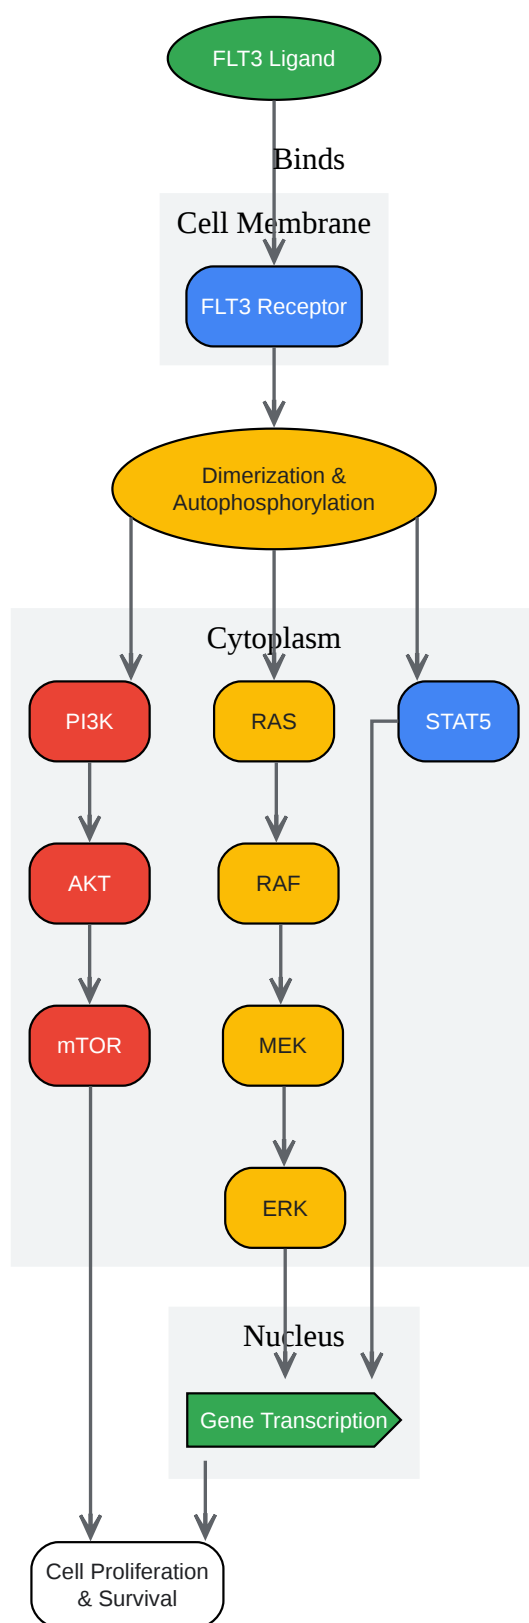 FLT3 Ligand
Binds
Cell Membrane
FLT3 Receptor
Dimerization &
Autophosphorylation
Cytoplasm
PI3K
RAS
STAT5
AKT
RAF
mTOR
MEK
ERK
Nucleus
Gene Transcription
Cell Proliferation
& Survival